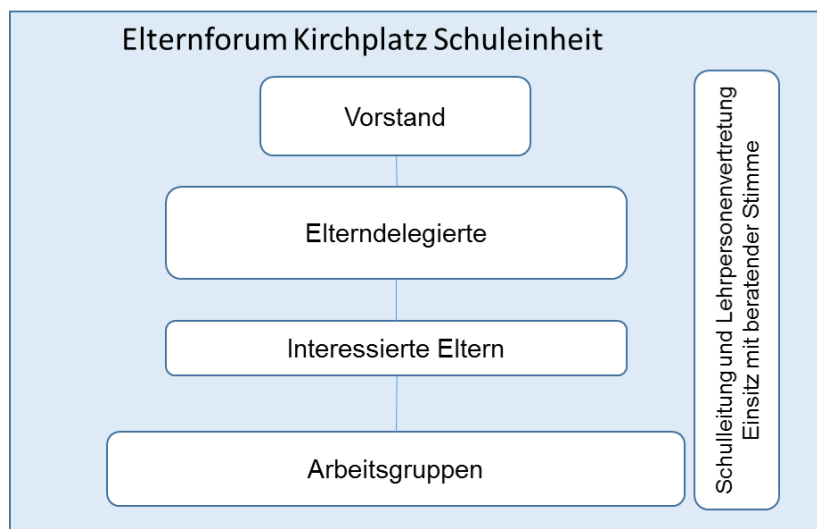 Elternforum Kirchplatz Schuleinheit
Vorstand
Elterndelegierte
Interessierte Eltern
Arbeitsgruppen
Schulleitung und Lehrpersonenvertretung
Einsitz mit beratender Stimme